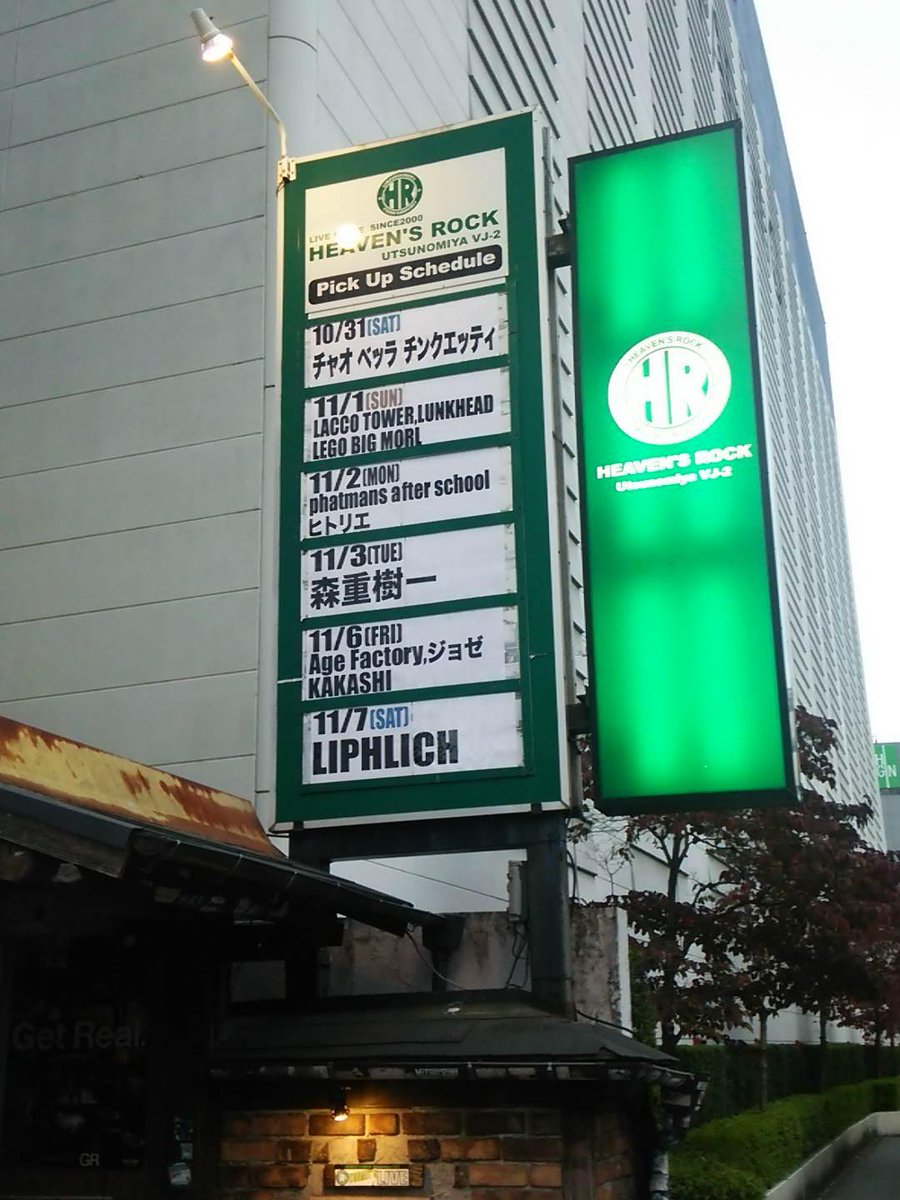 HR
LIVE SINCE2000
HEAVEN'S ROCK
UTSUNOMIYA VJ-2
Pick Up Schedule
10/31(SAT)
チャオ ベッラ チンクエッティ
11/1(SUN)
LACCO TOWER,LUNKHEAD
LEGO BIG MORL
11/2(MON)
phatmans after school
ヒトリエ
11/3(TUE)
森重樹一
11/6(FRI)
Age Factory,ジョゼ
KAKASHI
11/7(SAT)
LIPHLICH
HEAVEN'S ROCK
HR
HEAVEN'S ROCK
Utsunomiya VJ-2
Get Real.
GR
LIVE